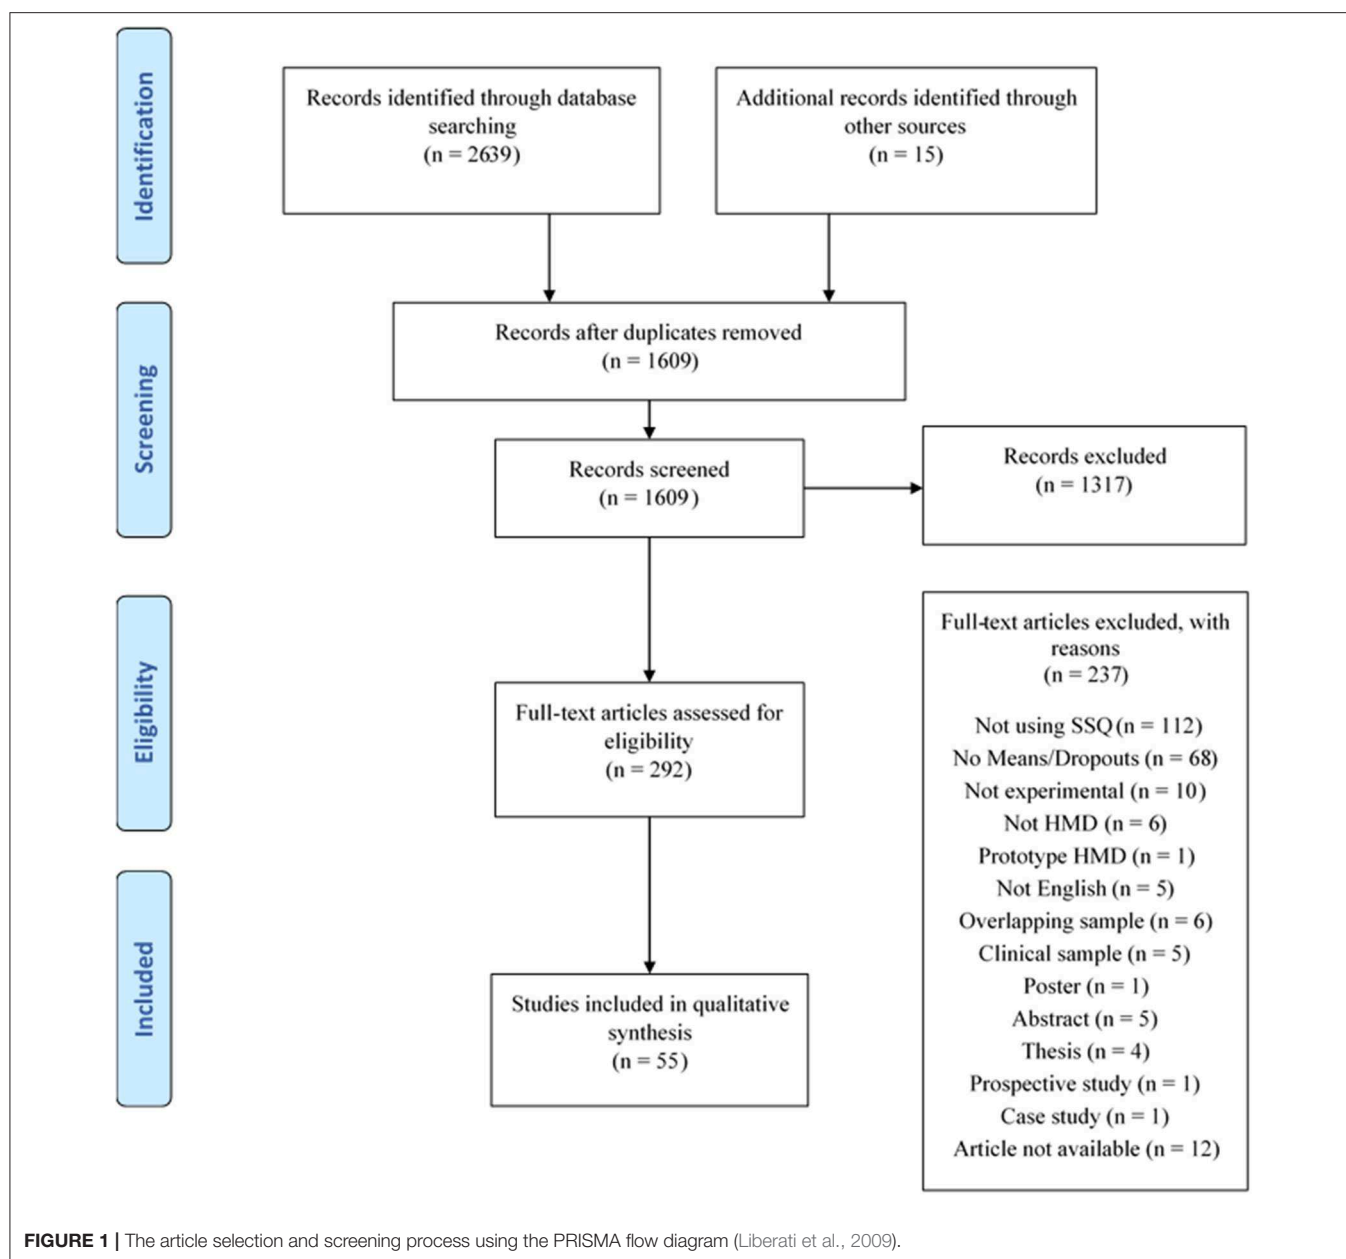 Identification
Records identified through database
searching
(n = 2639)
Additional records identified through
other sources
(n = 15)
Screening
Records after duplicates removed
(n = 1609)
Records screened
(n = 1609)
Records excluded
(n = 1317)
Eligibility
Full-text articles assessed for
eligibility
(n = 292)
Full-text articles excluded, with
reasons
(n = 237)
Not using SSQ (n = 112)
No Means/Dropouts (n = 68)
Not experimental (n = 10)
Not HMD (n = 6)
Prototype HMD (n = 1)
Not English (n = 5)
Overlapping sample (n = 6)
Clinical sample (n = 5)
Poster (n = 1)
Abstract (n = 5)
Thesis (n = 4)
Prospective study (n = 1)
Case study (n = 1)
Article not available (n = 12)
Included
Studies included in qualitative
synthesis
(n = 55)
FIGURE 1 | The article selection and screening process using the PRISMA flow diagram (Liberati et al., 2009).